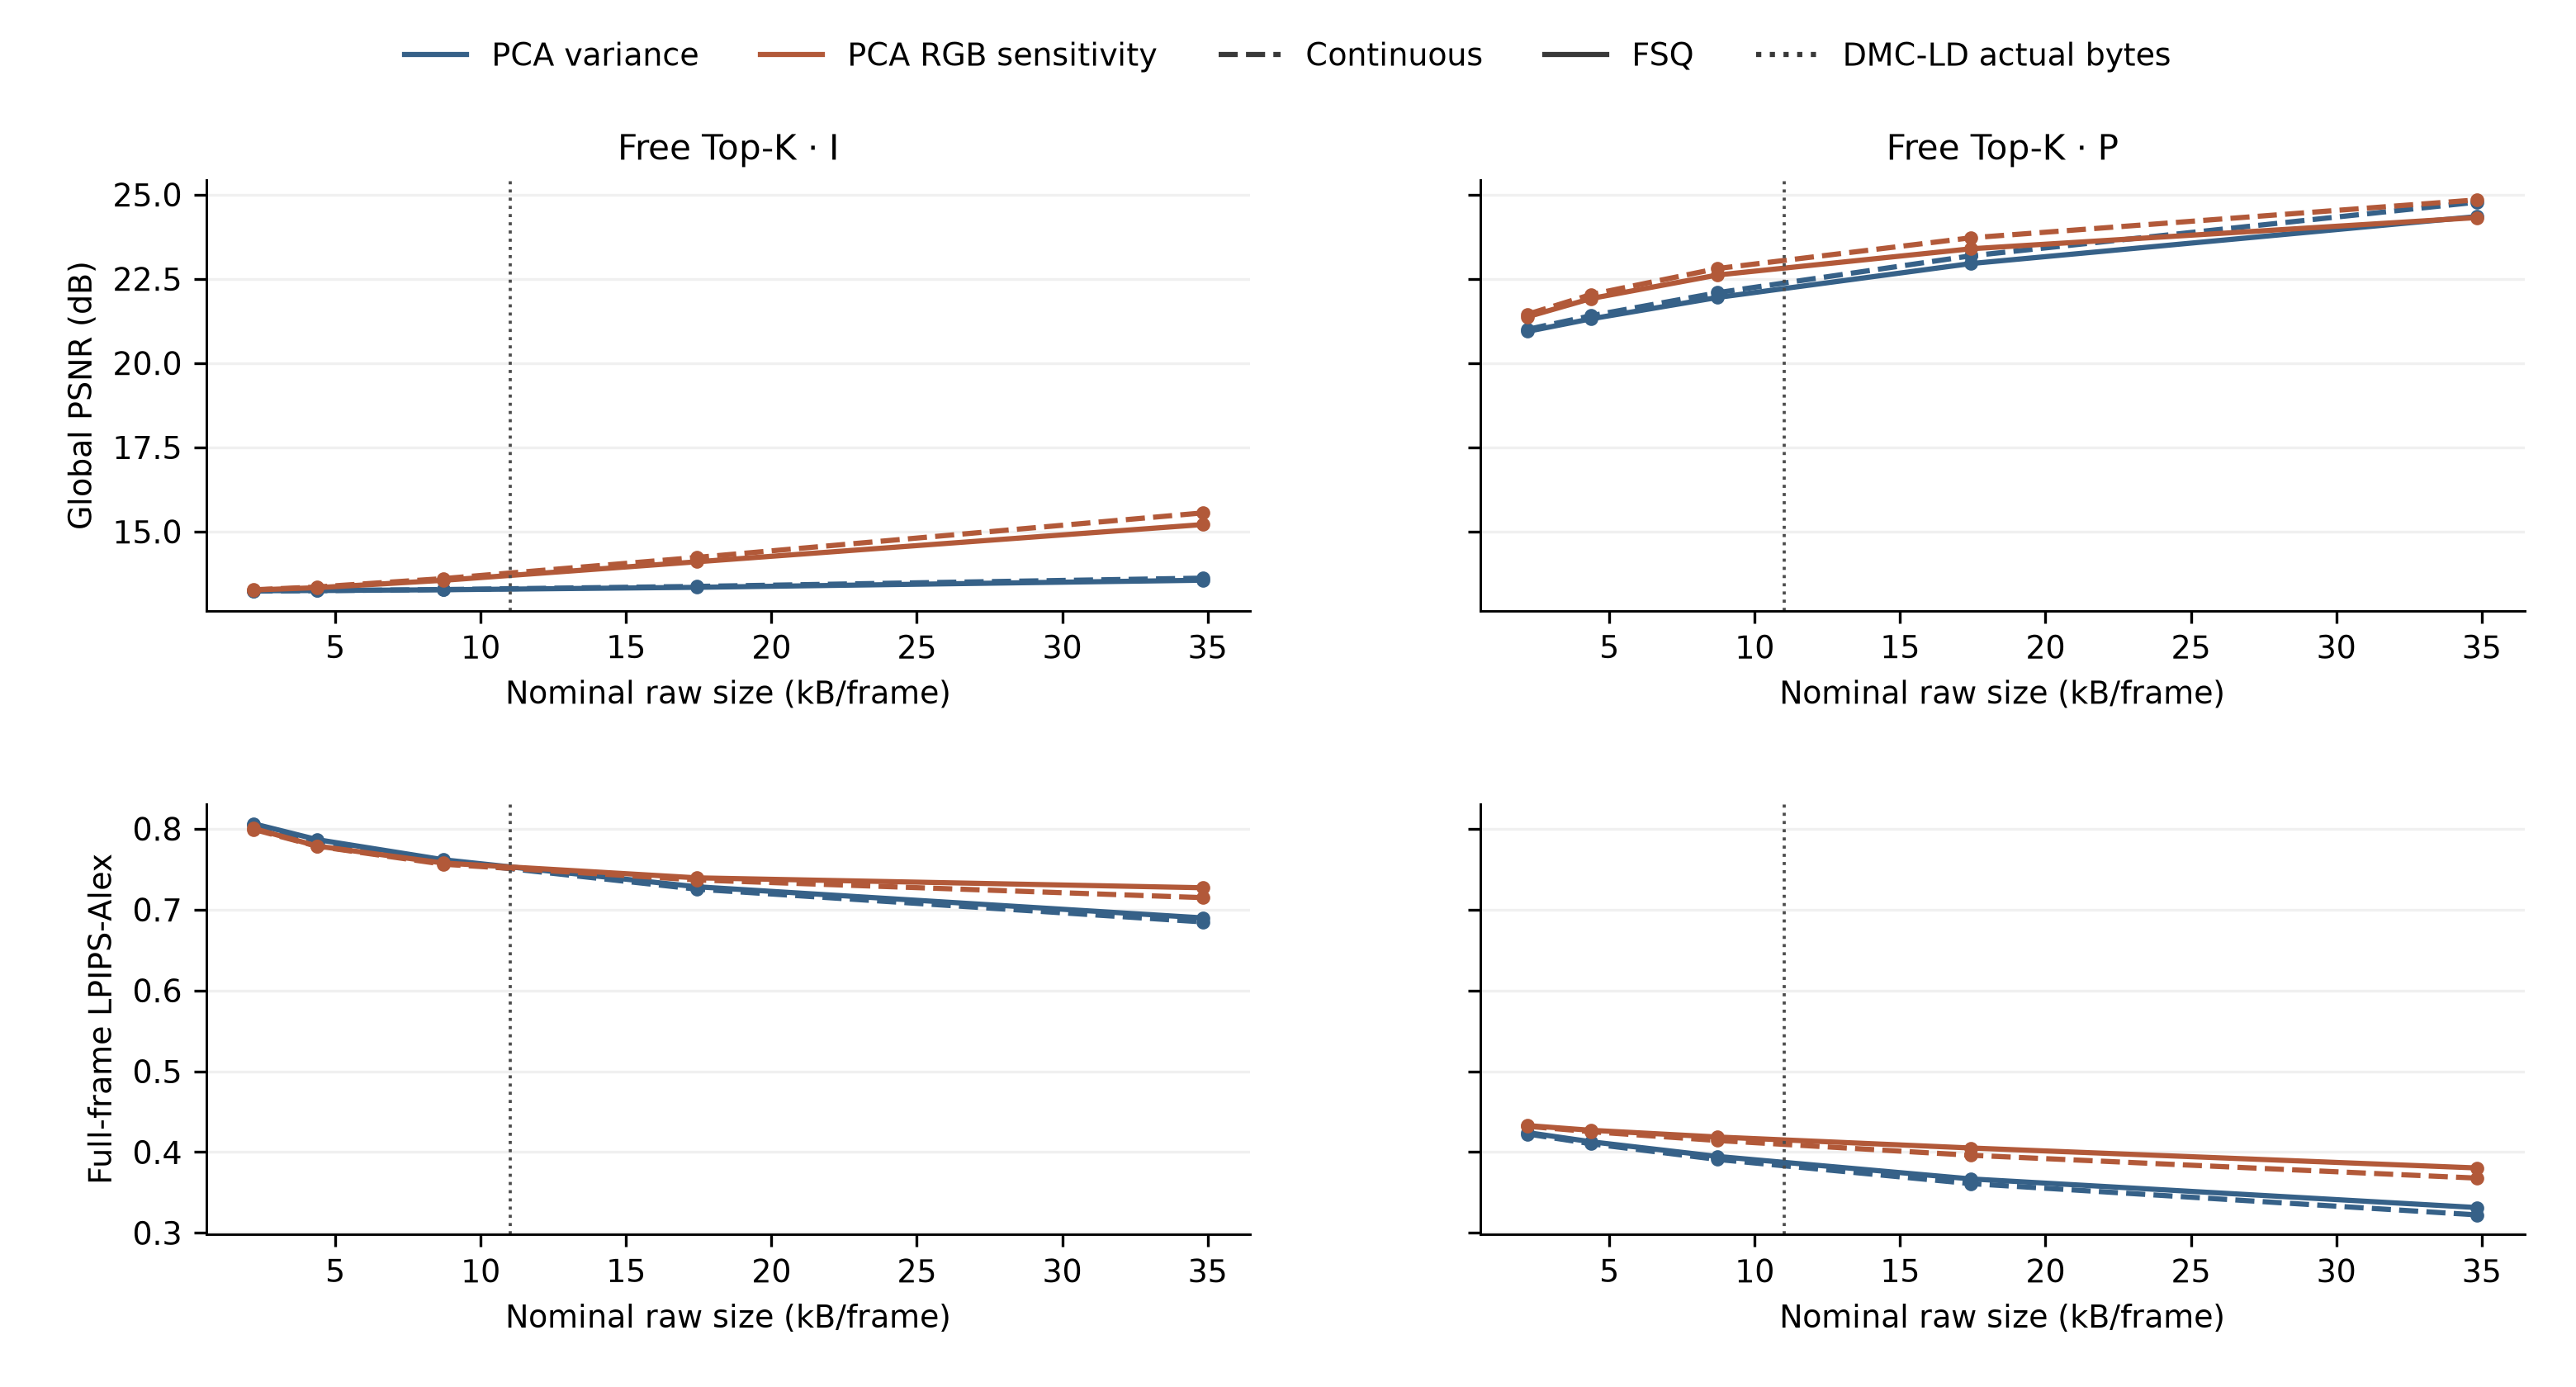 PCA variance PCA RGB sensitivity Continuous FSQ DMC-LD actual bytes
Free Top-K · I
25.0
22.5
20.0
17.5
15.0
Global PSNR (dB)
5 10 15 20 25 30 35
Nominal raw size (kB/frame)
Free Top-K · P
5 10 15 20 25 30 35
Nominal raw size (kB/frame)
0.8
0.7
0.6
0.5
0.4
0.3
Full-frame LPIPS-Alex
5 10 15 20 25 30 35
Nominal raw size (kB/frame)
5 10 15 20 25 30 35
Nominal raw size (kB/frame)